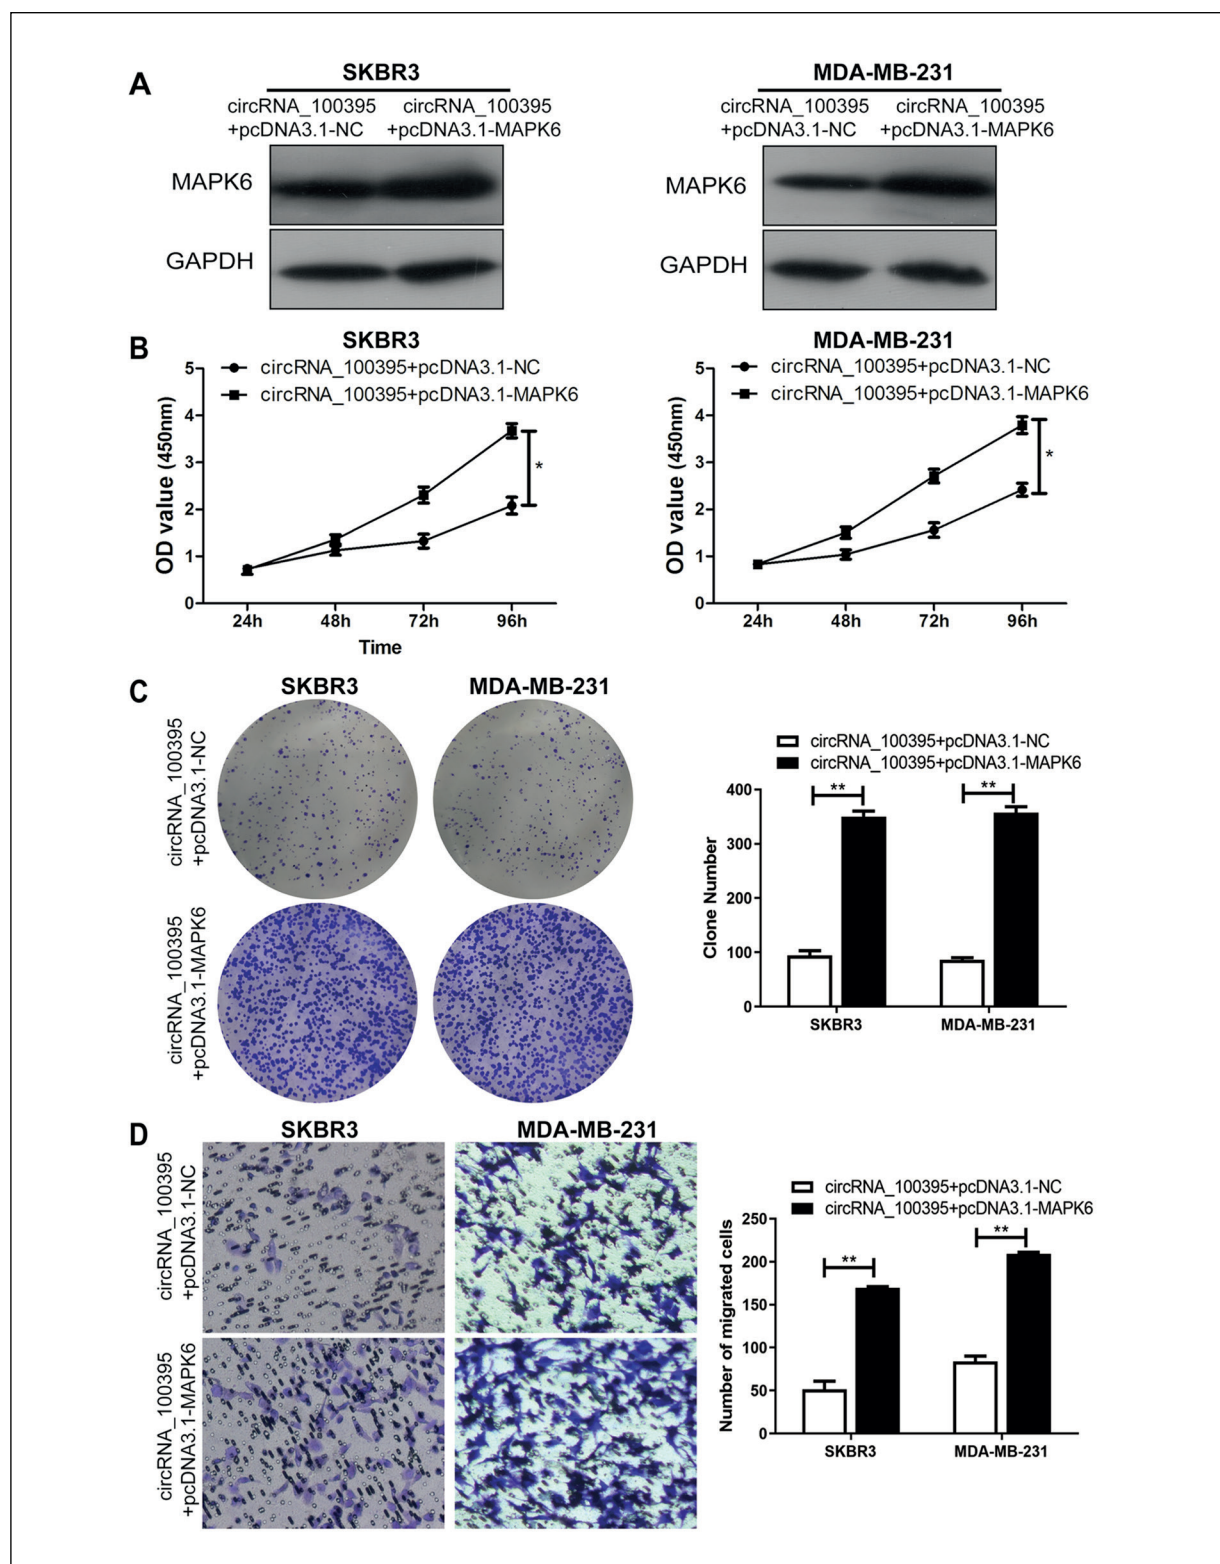 A
SKBR3
circRNA_100395 circRNA_100395
+pcDNA3.1-NC +pcDNA3.1-MAPK6
MAPK6
GAPDH
MDA-MB-231
circRNA_100395 circRNA_100395
+pcDNA3.1-NC +pcDNA3.1-MAPK6
MAPK6
GAPDH
B
SKBR3
circRNA_100395+pcDNA3.1-NC
circRNA_100395+pcDNA3.1-MAPK6
OD value (450nm)
5
4
3
2
1
0
*
24h 48h 72h 96h
Time
MDA-MB-231
circRNA_100395+pcDNA3.1-NC
circRNA_100395+pcDNA3.1-MAPK6
OD value (450nm)
5
4
3
2
1
0
*
24h 48h 72h 96h
C
SKBR3 MDA-MB-231
circRNA_100395
+pcDNA3.1-NC
circRNA_100395
+pcDNA3.1-MAPK6
circRNA_100395+pcDNA3.1-NC
circRNA_100395+pcDNA3.1-MAPK6
Clone Number
400
300
200
100
0
** **
SKBR3 MDA-MB-231
D
SKBR3 MDA-MB-231
circRNA_100395
+pcDNA3.1-NC
circRNA_100395
+pcDNA3.1-MAPK6
circRNA_100395+pcDNA3.1-NC
circRNA_100395+pcDNA3.1-MAPK6
Number of migrated cells
250
200
150
100
50
0
** **
SKBR3 MDA-MB-231